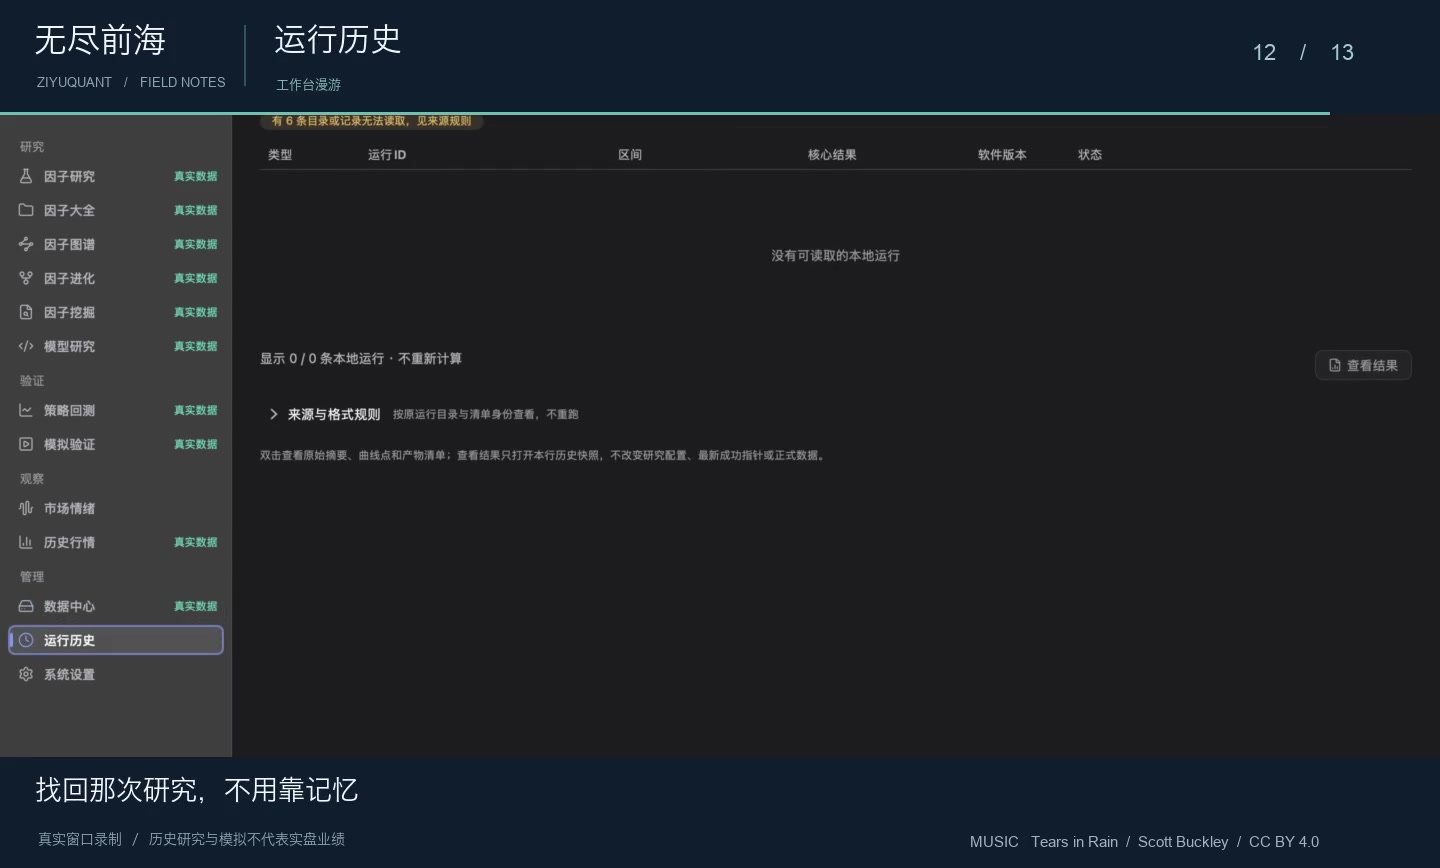 无尽前海
运行历史
12 / 13
ZIYUQUANT / FIELD NOTES
工作台漫游
有 6 条目录或记录无法读取，见来源规则
研究
因子研究 真实数据
因子大全 真实数据
因子图谱 真实数据
因子进化 真实数据
因子挖掘 真实数据
模型研究 真实数据
验证
策略回测 真实数据
模拟验证 真实数据
观察
市场情绪
历史行情 真实数据
管理
数据中心 真实数据
运行历史
系统设置
类型 运行 ID 区间 核心结果 软件版本 状态
没有可读取的本地运行
显示 0 / 0 条本地运行 · 不重新计算
查看结果
来源与格式规则 按原运行目录与清单身份查看，不重跑
双击查看原始摘要、曲线点和产物清单；查看结果只打开本行历史快照，不改变研究配置、最新成功指针或正式数据。
找回那次研究，不用靠记忆
真实窗口录制 / 历史研究与模拟不代表实盘业绩
MUSIC Tears in Rain / Scott Buckley / CC BY 4.0